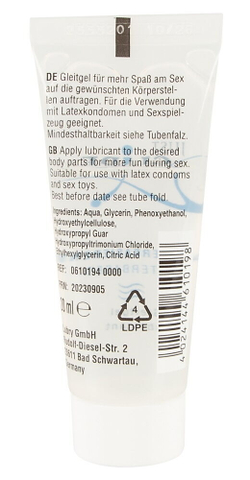 DE Gleitgel für mehr Spaß am Sex
auf die gewünschten Körperstel-
len auftragen. Für die Verwendung
mit Latexkondomen und Sexspiel-
zeug geeignet.
Mindesthaltbarkeit siehe Tubenfalz.
GB Apply lubricant to the desired
body parts for more fun during sex.
Suitable for use with latex condoms
and sex toys.
Best before date see tube fold.
Ingredients: Aqua, Glycerin, Phenoxyethanol,
Hydroxyethylcellulose,
Hydroxypropyl Guar
Hydroxypropyltrimonium Chloride,
Ethylhexylglycerin, Citric Acid
REF: 0610194 0000
20230905
ml e
4
LDPE
GmbH
Rudolf-Diesel-Str. 2
Bad Schwartau,
Germany
4 024144 610198